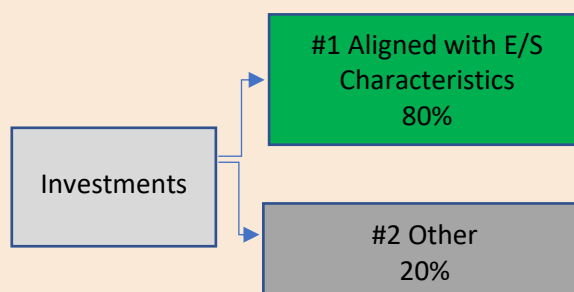 #1 Aligned with E/S
Characteristics
80%
Investments
#2 Other
20%